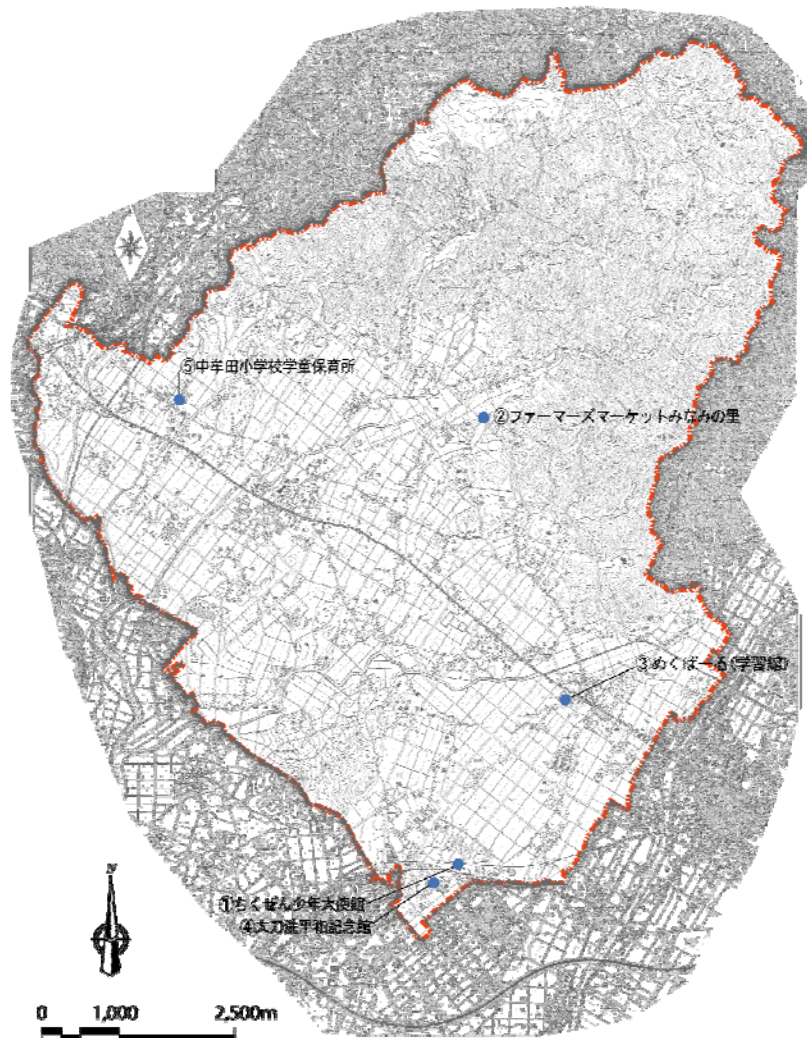 ⑤中牟田小学校学童保育所
②ファーマーズマーケットみなみの里
③めくばーる(学習館)
①ちくぜん少年大使館
④大刀洗平和記念館
0 1,000 2,500m